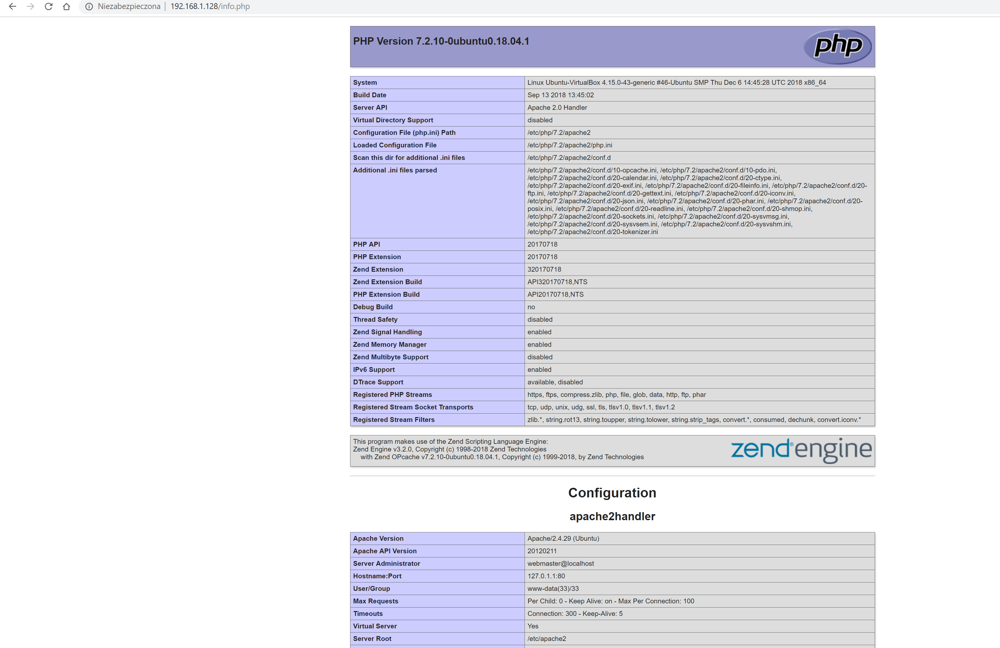 Niezabezpieczona | 192.168.1.128/info.php
PHP Version 7.2.10-0ubuntu0.18.04.1
php
System Linux Ubuntu-VirtualBox 4.15.0-43-generic #46-Ubuntu SMP Thu Dec 6 14:45:28 UTC 2018 x86_64
Build Date Sep 13 2018 13:45:02
Server API Apache 2.0 Handler
Virtual Directory Support disabled
Configuration File (php.ini) Path /etc/php/7.2/apache2
Loaded Configuration File /etc/php/7.2/apache2/php.ini
Scan this dir for additional .ini files /etc/php/7.2/apache2/conf.d
Additional .ini files parsed /etc/php/7.2/apache2/conf.d/10-opcache.ini, /etc/php/7.2/apache2/conf.d/10-pdo.ini,
/etc/php/7.2/apache2/conf.d/20-calendar.ini, /etc/php/7.2/apache2/conf.d/20-ctype.ini,
/etc/php/7.2/apache2/conf.d/20-exif.ini, /etc/php/7.2/apache2/conf.d/20-fileinfo.ini, /etc/php/7.2/apache2/conf.d/20-
ftp.ini, /etc/php/7.2/apache2/conf.d/20-gettext.ini, /etc/php/7.2/apache2/conf.d/20-iconv.ini,
/etc/php/7.2/apache2/conf.d/20-json.ini, /etc/php/7.2/apache2/conf.d/20-phar.ini, /etc/php/7.2/apache2/conf.d/20-
posix.ini, /etc/php/7.2/apache2/conf.d/20-readline.ini, /etc/php/7.2/apache2/conf.d/20-shmop.ini,
/etc/php/7.2/apache2/conf.d/20-sockets.ini, /etc/php/7.2/apache2/conf.d/20-sysvmsg.ini,
/etc/php/7.2/apache2/conf.d/20-sysvsem.ini, /etc/php/7.2/apache2/conf.d/20-sysvshm.ini,
/etc/php/7.2/apache2/conf.d/20-tokenizer.ini
PHP API 20170718
PHP Extension 20170718
Zend Extension 320170718
Zend Extension Build API320170718,NTS
PHP Extension Build API20170718,NTS
Debug Build no
Thread Safety disabled
Zend Signal Handling enabled
Zend Memory Manager enabled
Zend Multibyte Support disabled
IPv6 Support enabled
DTrace Support available, disabled
Registered PHP Streams https, ftps, compress.zlib, php, file, glob, data, http, ftp, phar
Registered Stream Socket Transports tcp, udp, unix, udg, ssl, tls, tlsv1.0, tlsv1.1, tlsv1.2
Registered Stream Filters zlib.*, string.rot13, string.toupper, string.tolower, string.strip_tags, convert.*, consumed, dechunk, convert.iconv.*
This program makes use of the Zend Scripting Language Engine:
Zend Engine v3.2.0, Copyright (c) 1998-2018 Zend Technologies
with Zend OPcache v7.2.10-0ubuntu0.18.04.1, Copyright (c) 1999-2018, by Zend Technologies
zend®engine
Configuration
apache2handler
Apache Version Apache/2.4.29 (Ubuntu)
Apache API Version 20120211
Server Administrator webmaster@localhost
Hostname:Port 127.0.1.1:80
User/Group www-data(33)/33
Max Requests Per Child: 0 - Keep Alive: on - Max Per Connection: 100
Timeouts Connection: 300 - Keep-Alive: 5
Virtual Server Yes
Server Root /etc/apache2